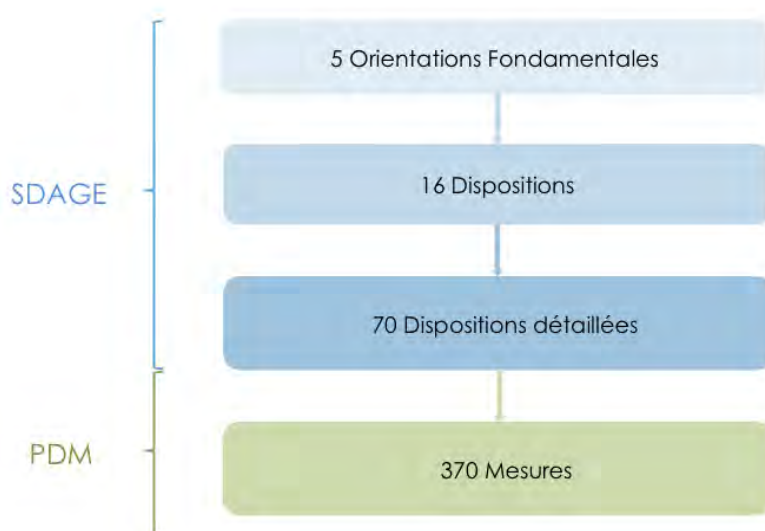 5 Orientations Fondamentales
16 Dispositions
SDAGE
70 Dispositions détaillées
PDM
370 Mesures